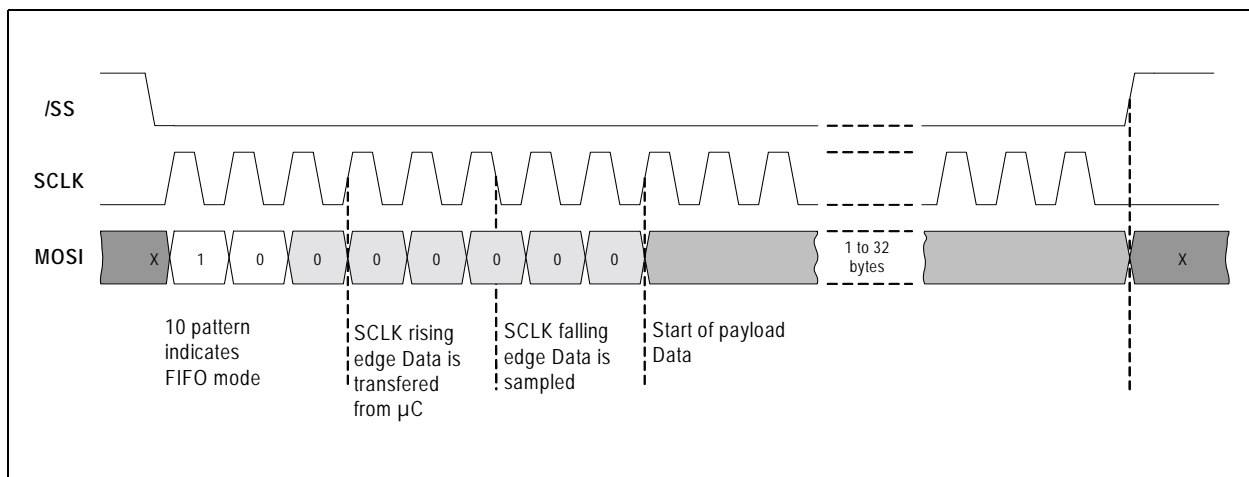 /SS
SCLK
MOSI
X 1 0 0 0 0 0 0 0 1 to 32 X
bytes
10 pattern
indicates
FIFO mode
SCLK rising
edge Data is
transfered
from µC
SCLK falling
edge Data is
sampled
Start of payload
Data